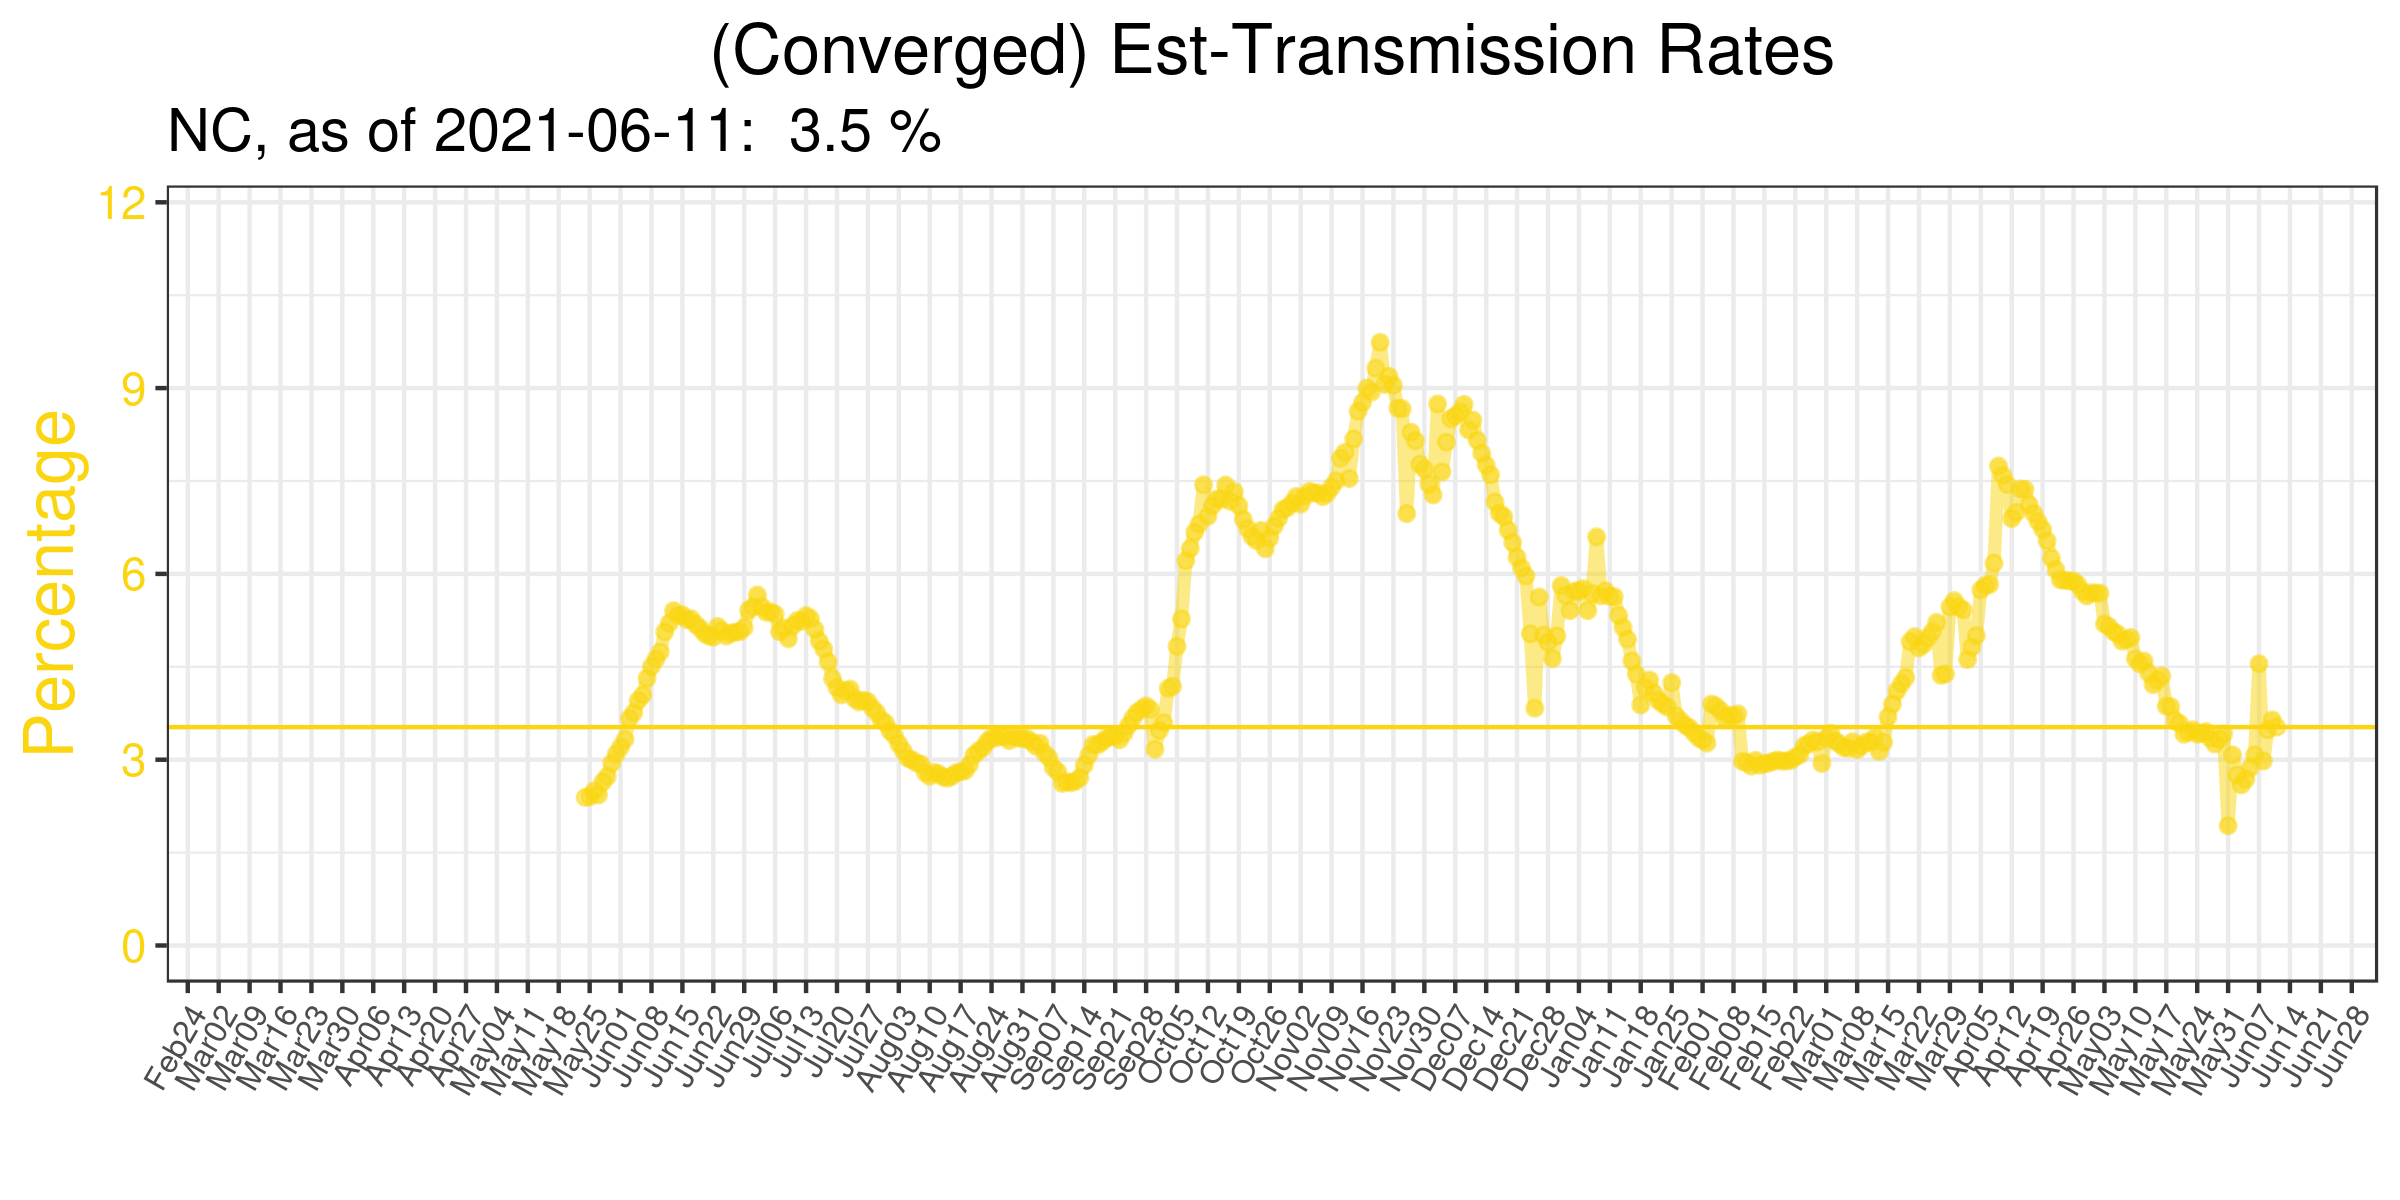 (Converged) Est-Transmission Rates
NC, as of 2021-06-11:  3.5 %
Percentage
12
9
6
3
0
Feb24
Mar02
Mar09
Mar16
Mar23
Mar30
Apr06
Apr13
Apr20
Apr27
May04
May11
May18
May25
Jun01
Jun08
Jun15
Jun22
Jun29
Jul06
Jul13
Jul20
Jul27
Aug03
Aug10
Aug17
Aug24
Aug31
Sep07
Sep14
Sep21
Sep28
Oct05
Oct12
Oct19
Oct26
Nov02
Nov09
Nov16
Nov23
Nov30
Dec07
Dec14
Dec21
Dec28
Jan04
Jan11
Jan18
Jan25
Feb01
Feb08
Feb15
Feb22
Mar01
Mar08
Mar15
Mar22
Mar29
Apr05
Apr12
Apr19
Apr26
May03
May10
May17
May24
May31
Jun07
Jun14
Jun21
Jun28